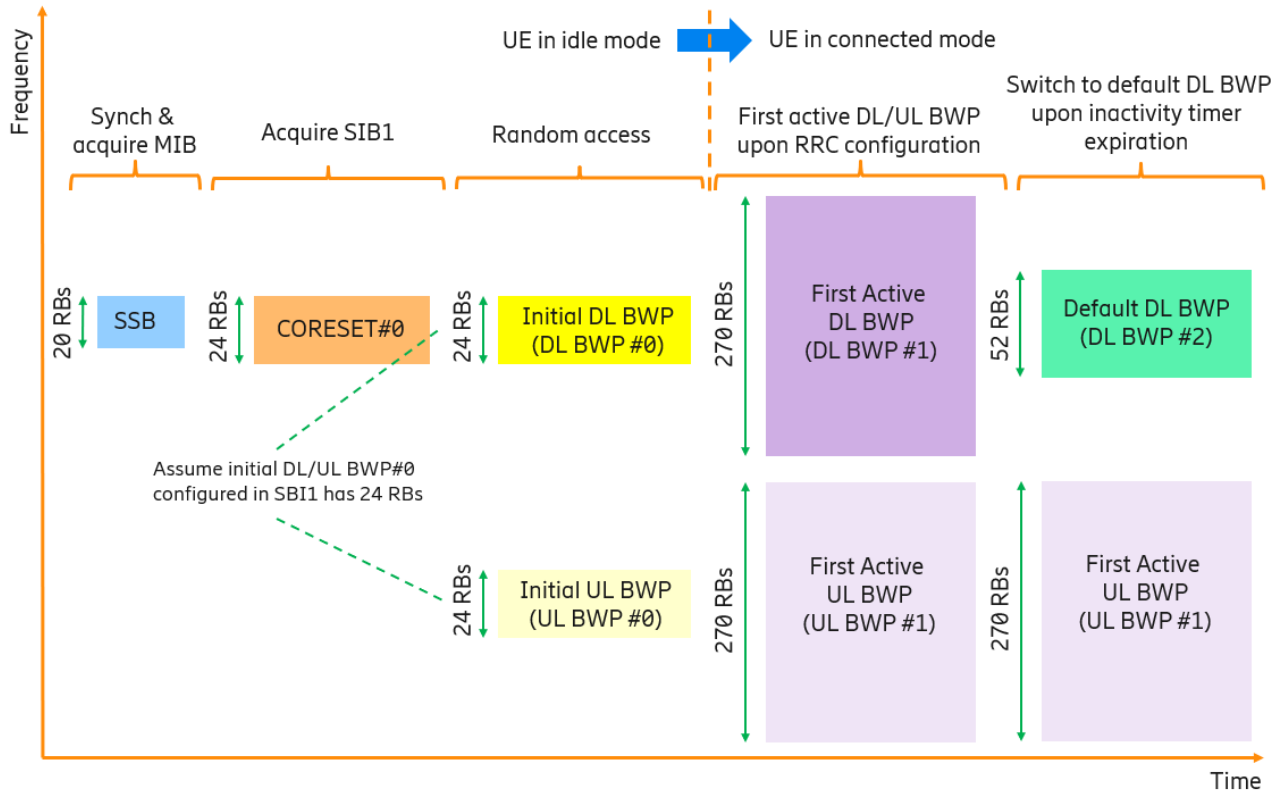 Frequency
UE in idle mode
UE in connected mode
Synch &
acquire MIB
Acquire SIB1
Random access
First active DL/UL BWP
upon RRC configuration
Switch to default DL BWP
upon inactivity timer
expiration
20 RBs
SSB
24 RBs
CORESET#0
24 RBs
Initial DL BWP
(DL BWP #0)
270 RBs
First Active
DL BWP
(DL BWP #1)
52 RBs
Default DL BWP
(DL BWP #2)
Assume initial DL/UL BWP#0
configured in SBI1 has 24 RBs
24 RBs
Initial UL BWP
(UL BWP #0)
270 RBs
First Active
UL BWP
(UL BWP #1)
270 RBs
First Active
UL BWP
(UL BWP #1)
Time